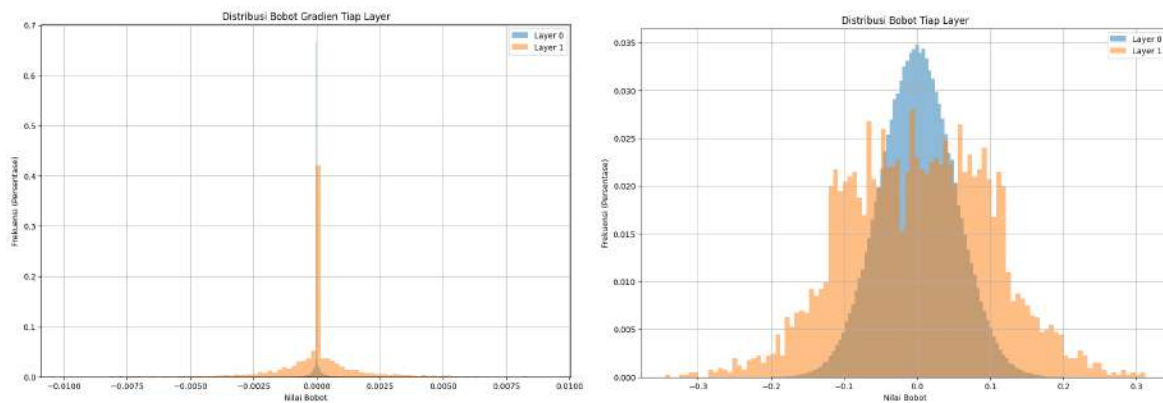 Distribusi Bobot Gradien Tiap Layer
Layer 0
Layer 1
0.7
0.6
0.5
0.4
0.3
0.2
0.1
0.0
Frekuensi (Persentase)
−0.0100 −0.0075 −0.0050 −0.0025 0.0000 0.0025 0.0050 0.0075 0.0100
Nilai Bobot
Distribusi Bobot Tiap Layer
Layer 0
Layer 1
0.035
0.030
0.025
0.020
0.015
0.010
0.005
0.000
Frekuensi (Persentase)
−0.3 −0.2 −0.1 0.0 0.1 0.2 0.3
Nilai Bobot